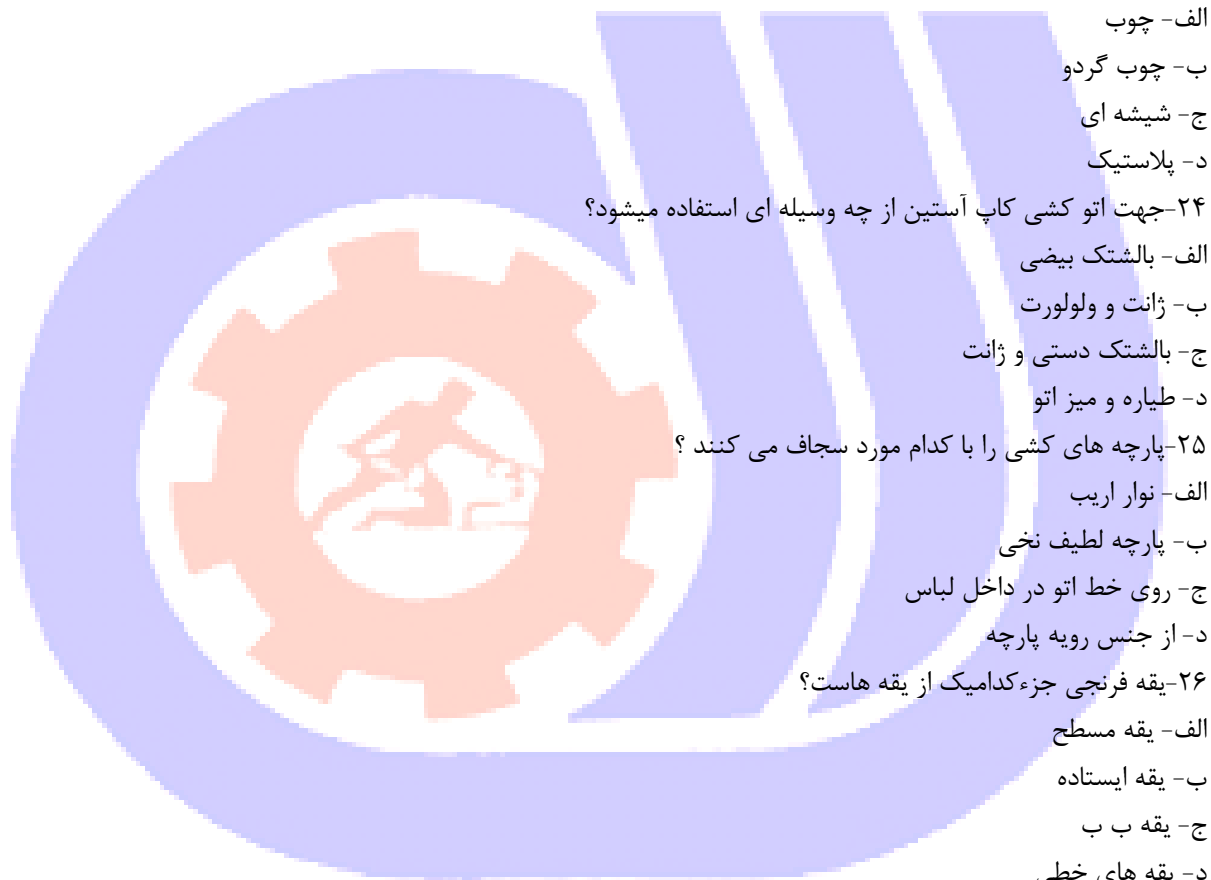 الف- چوب
ب- چوب گردو
ج- شیشه ای
د- پلاستیک
۲۴-جهت اتو کشی کاپ آستین از چه وسیله ای استفاده میشود؟
الف- بالشتک بیضی
ب- ژانت و ولولورت
ج- بالشتک دستی و ژانت
د- طیاره و میز اتو
۲۵-پارچه های کشی را با کدام مورد سجاف می کنند ؟
الف- نوار اریب
ب- پارچه لطیف نخی
ج- روی خط اتو در داخل لباس
د- از جنس رویه پارچه
۲۶-یقه فرنجی جزءکدامیک از یقه هاست؟
الف- یقه مسطح
ب- یقه ایستاده
ج- یقه ب ب
د- یقه های خطی